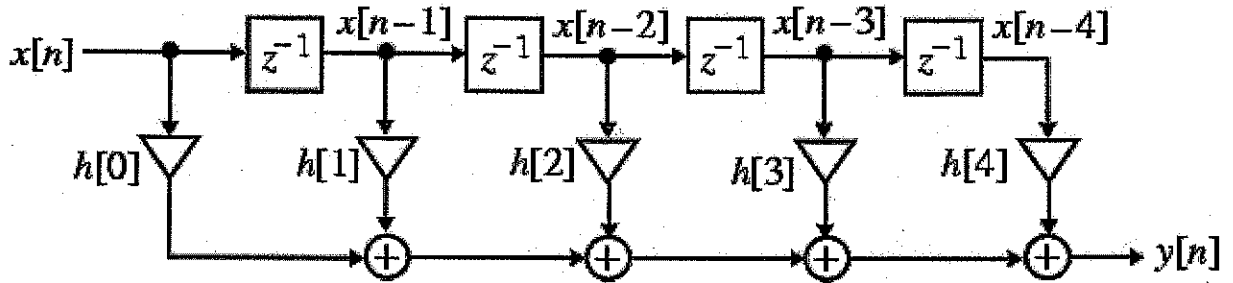 x[n] z⁻¹ x[n−1] z⁻¹ x[n−2] z⁻¹ x[n−3] z⁻¹ x[n−4]
h[0] h[1] h[2] h[3] h[4]
+ + + + y[n]